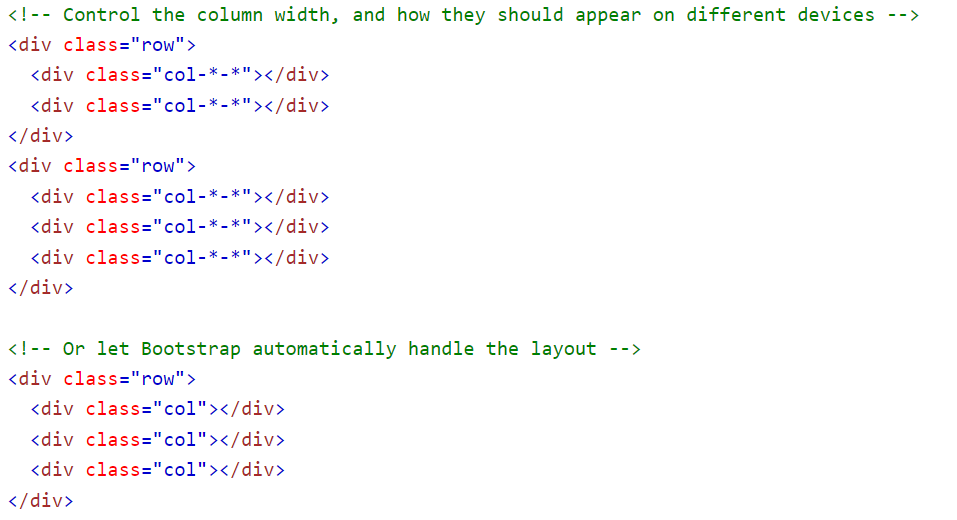 <!-- Control the column width, and how they should appear on different devices -->
<div class="row">
  <div class="col-*-*"></div>
  <div class="col-*-*"></div>
</div>
<div class="row">
  <div class="col-*-*"></div>
  <div class="col-*-*"></div>
  <div class="col-*-*"></div>
</div>

<!-- Or let Bootstrap automatically handle the layout -->
<div class="row">
  <div class="col"></div>
  <div class="col"></div>
  <div class="col"></div>
</div>